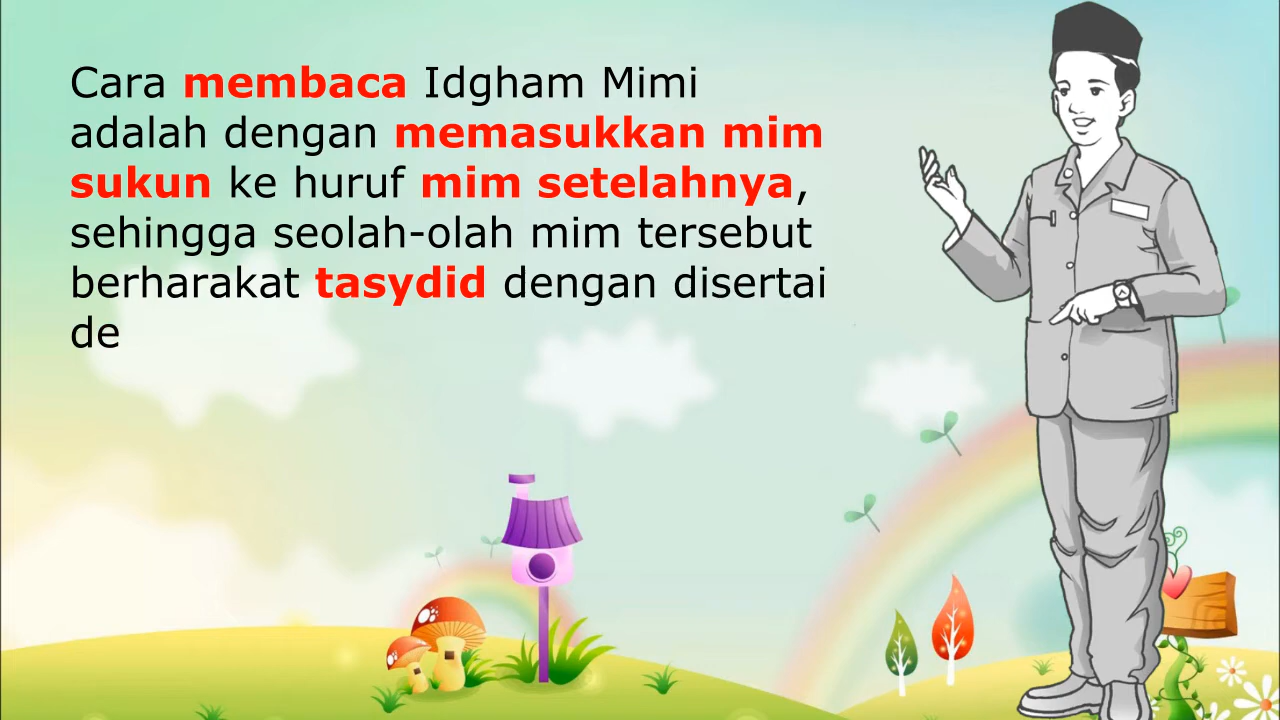 Cara membaca Idgham Mimi
adalah dengan memasukkan mim
sukun ke huruf mim setelahnya,
sehingga seolah-olah mim tersebut
berharakat tasydid dengan disertai
de